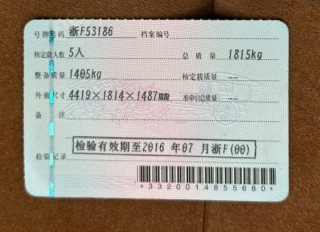 号牌号码 浙F53186 档案编号
核定载人数 5人 总质量 1815kg
整备质量 1405kg 核定载质量 --
外廓尺寸 4419×1814×1487mm 准牵引总质量 --
备注
检验有效期至2016年07月浙F(00)
检验记录
*3320014855680*